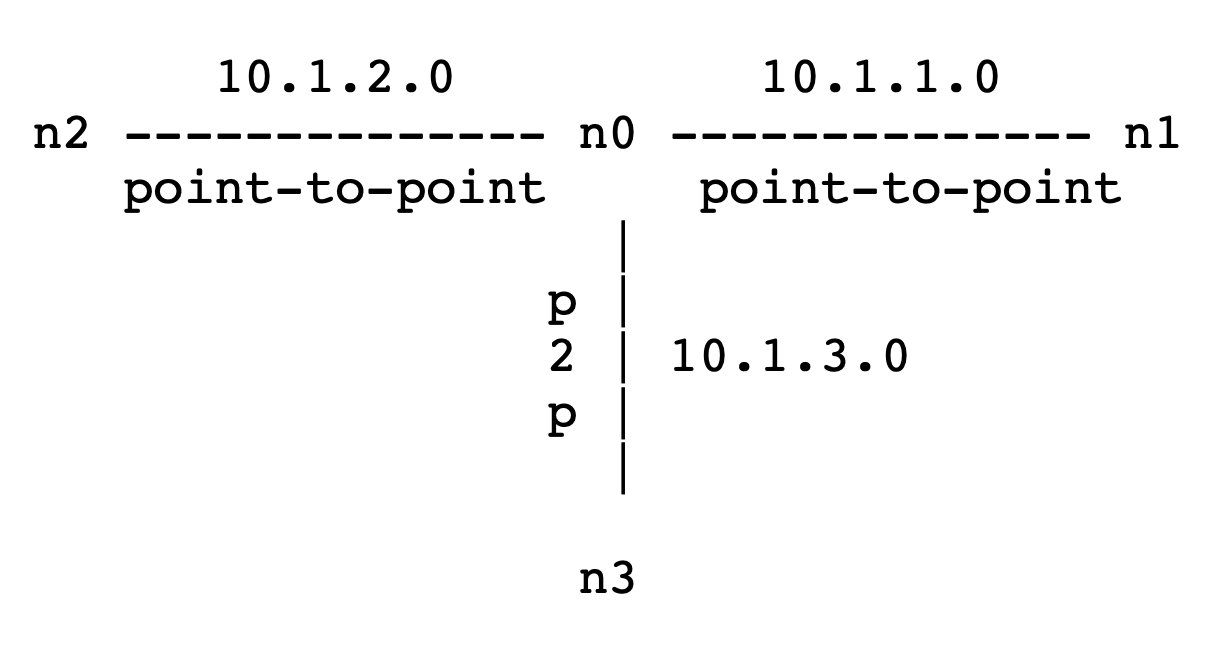 10.1.2.0 10.1.1.0
n2 -------------- n0 -------------- n1
point-to-point point-to-point
|
p |
2 | 10.1.3.0
p |
|
n3